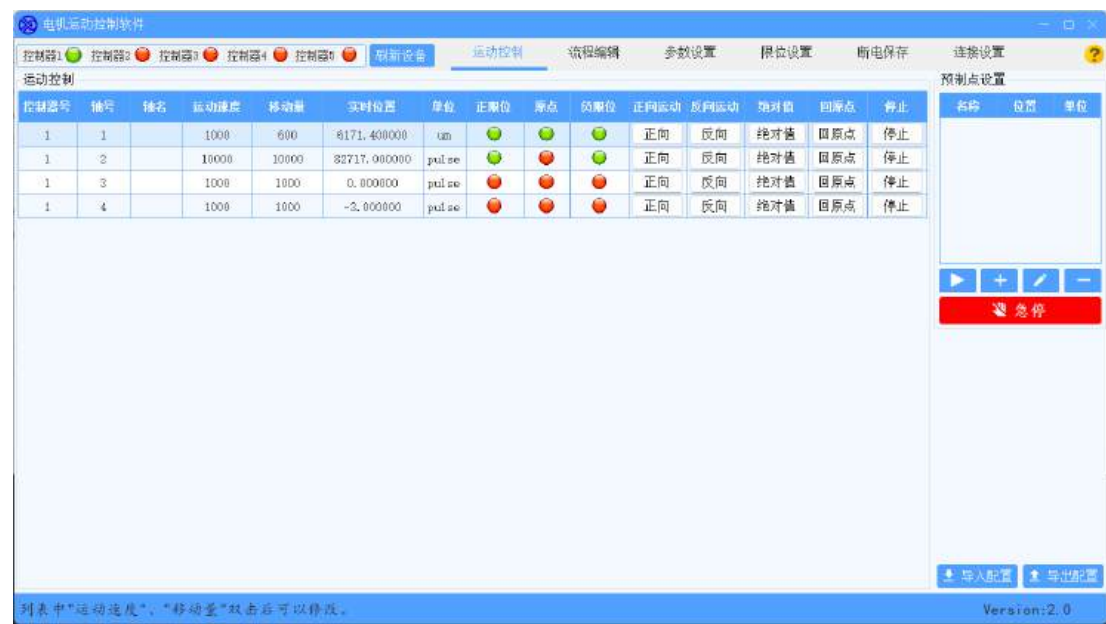 电机运动控制软件
控制器1 控制器2 控制器3 控制器4 控制器5 刷新设备 运动控制 流程编辑 参数设置 限位设置 断电保存 连接设置 ?
运动控制 预制点设置
控制器号 轴号 轴名 运动速度 移动量 实时位置 单位 正限位 原点 负限位 正向运动 反向运动 绝对值 回原点 停止 名称 位置 单位
1 1 1000 600 6171.400000 um 正向 反向 绝对值 回原点 停止
1 2 10000 10000 82717.000000 pulse 正向 反向 绝对值 回原点 停止
1 3 1000 1000 0.000000 pulse 正向 反向 绝对值 回原点 停止
1 4 1000 1000 -2.000000 pulse 正向 反向 绝对值 回原点 停止
急停
导入配置 导出配置
列表中"运动速度"、"移动量"双击后可以修改。 Version:2.0